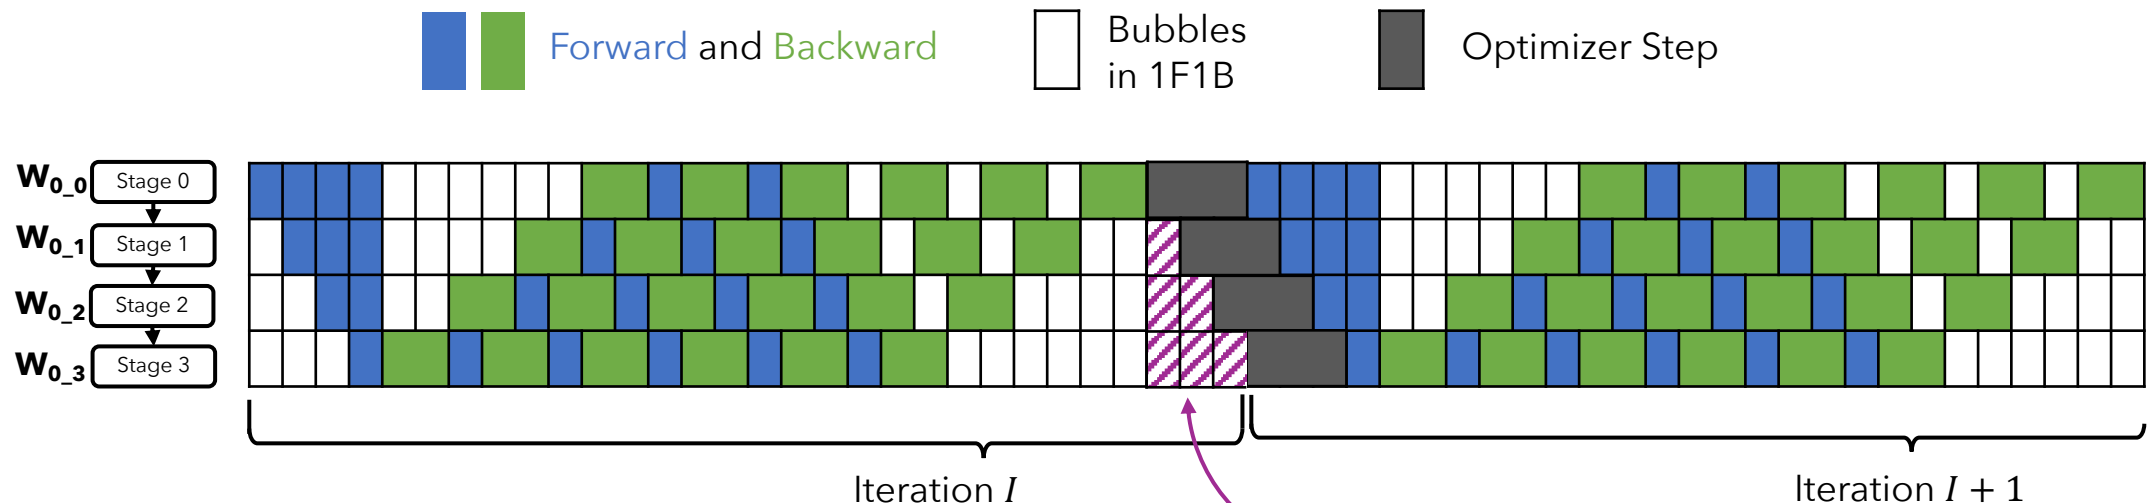 Forward and Backward
Bubbles
in 1F1B
Optimizer Step
W0_0 Stage 0
W0_1 Stage 1
W0_2 Stage 2
W0_3 Stage 3
Iteration I
Iteration I + 1